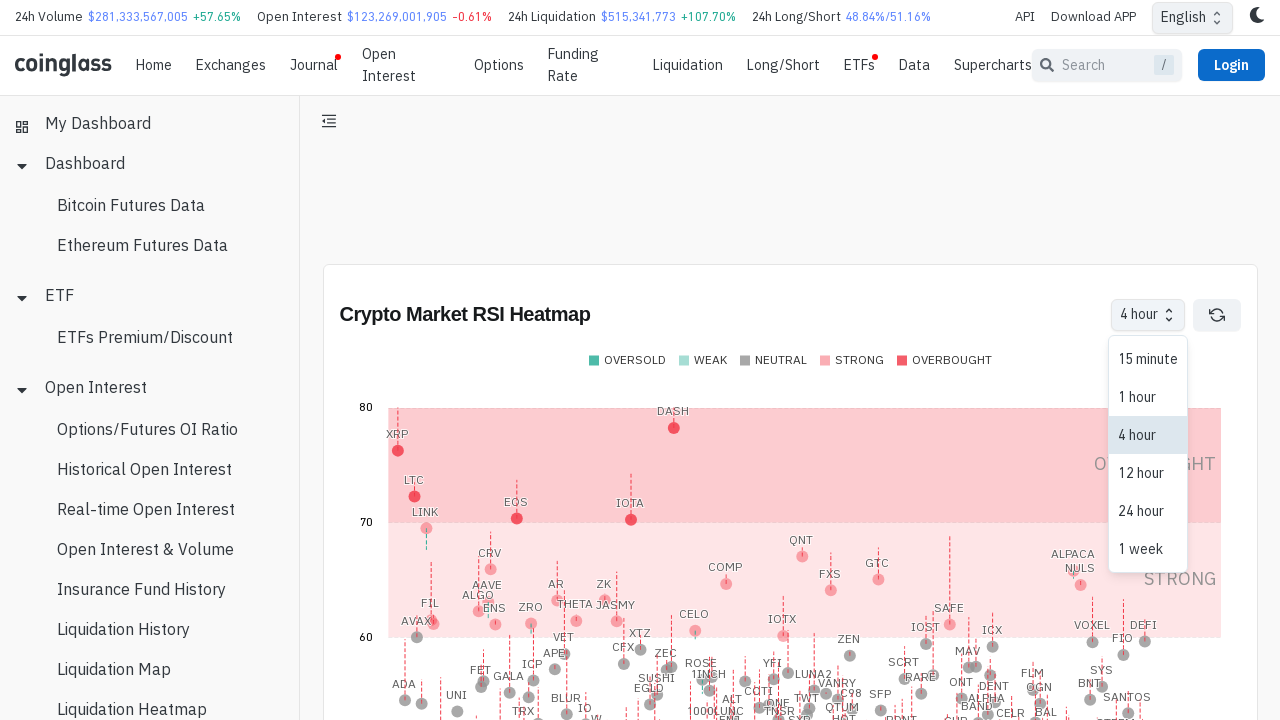 24h Volume $281,333,567,005 +57.65% Open Interest $123,269,001,905 -0.61% 24h Liquidation $515,341,773 +107.70% 24h Long/Short 48.84%/51.16% API Download APP English
coinglass Home Exchanges Journal Open Interest Options Funding Rate Liquidation Long/Short ETFs Data Supercharts Search / Login
My Dashboard
Dashboard
Bitcoin Futures Data
Ethereum Futures Data
ETF
ETFs Premium/Discount
Open Interest
Options/Futures OI Ratio
Historical Open Interest
Real-time Open Interest
Open Interest & Volume
Insurance Fund History
Liquidation History
Liquidation Map
Liquidation Heatmap
Crypto Market RSI Heatmap
4 hour
15 minute
1 hour
4 hour
12 hour
24 hour
1 week
OVERSOLD WEAK NEUTRAL STRONG OVERBOUGHT
80
DASH
XRP
LTC
EOS IOTA
LINK
70
QNT
CRV ALPACA
GTC
COMP NULS
FXS
STRONG
AAVE AR ZK
ALGO
FIL ENS ZRO THETA JASMY SAFE
CELO
AVAX IOTX VOXEL DEFI
IOST ICX
60
VET CFX XTZ ZEN FIO
APE ZEC MAV
ICP ROSE YFI SCRT
FET GALA SUSHI 1INCH LUNA2 RARE FLM SYS
ADA EGLD COTI VANRY ONT DENT OGN BNT
UNI BLUR ALT TWT C98 SFP ALPHA SANTOS
TRX IO 1000LUNC QTUM BAND CELR BAL